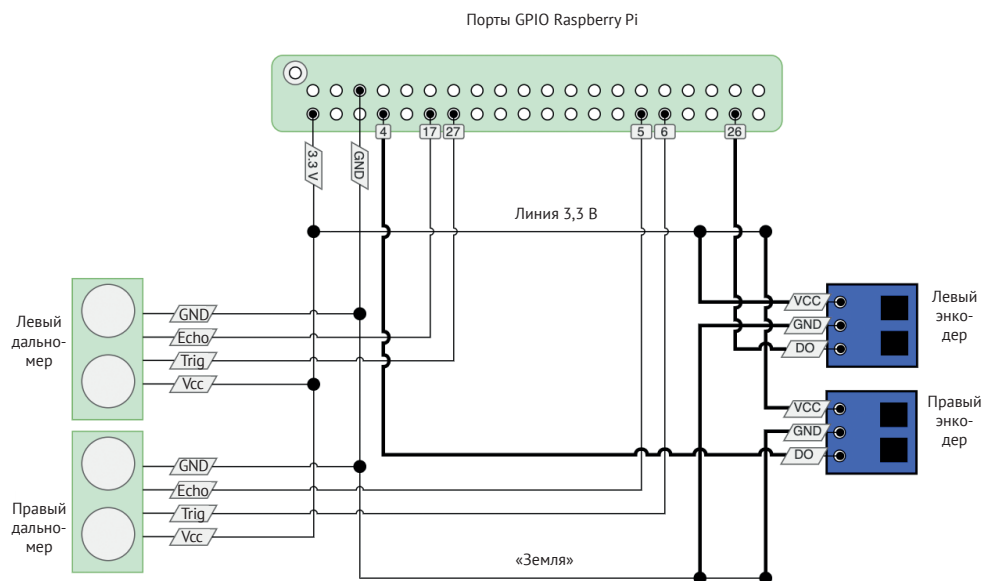 Порты GPIO Raspberry Pi
4
17
27
5
6
26
3.3 V
GND
Линия 3,3 В
Левый
дально-
мер
GND
Echo
Trig
Vcc
VCC
GND
DO
Левый
энко-
дер
Правый
дально-
мер
GND
Echo
Trig
Vcc
VCC
GND
DO
Правый
энко-
дер
«Земля»